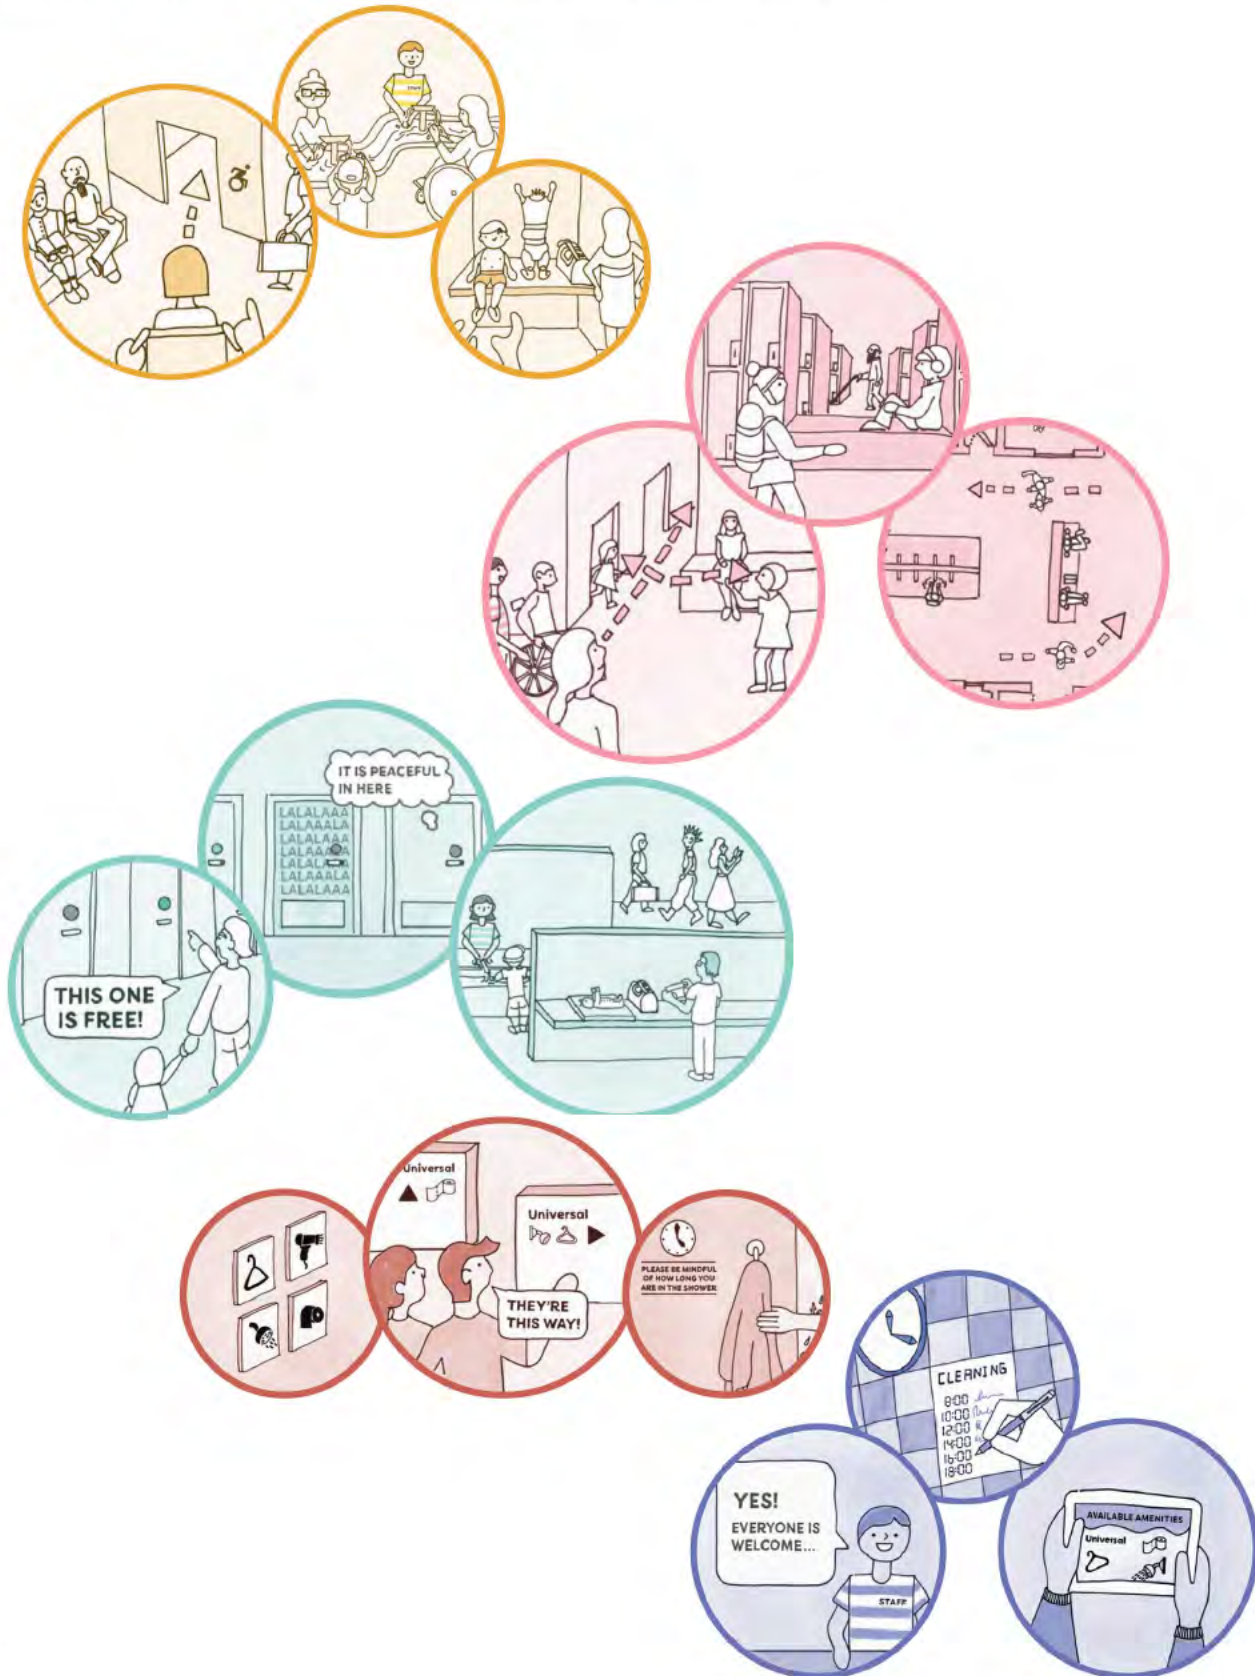 STAFF
IT IS PEACEFUL
IN HERE
LALALAAA
LALAAALA
LALALAAA
LALALAAA
LALALAAA
LALAAALA
LALALAAA
THIS ONE
IS FREE!
Universal
Universal
THEY'RE
THIS WAY!
PLEASE BE MINDFUL
OF HOW LONG YOU
ARE IN THE SHOWER
CLEANING
8:00
10:00
12:00
14:00
16:00
18:00
YES!
EVERYONE IS
WELCOME...
STAFF
AVAILABLE AMENITIES
Universal